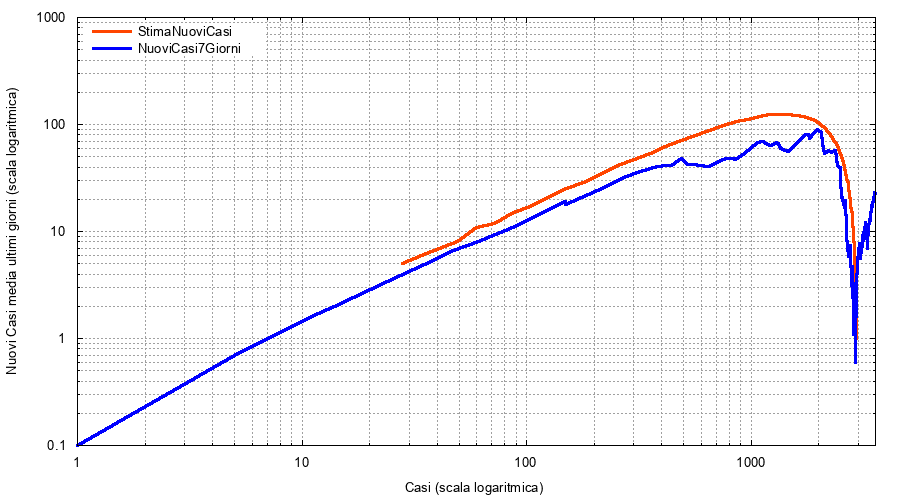 1000
StimaNuoviCasi
NuoviCasi7Giorni
100
10
1
0.1
Nuovi Casi media ultimi giorni (scala logaritmica)
1
10
100
1000
Casi (scala logaritmica)